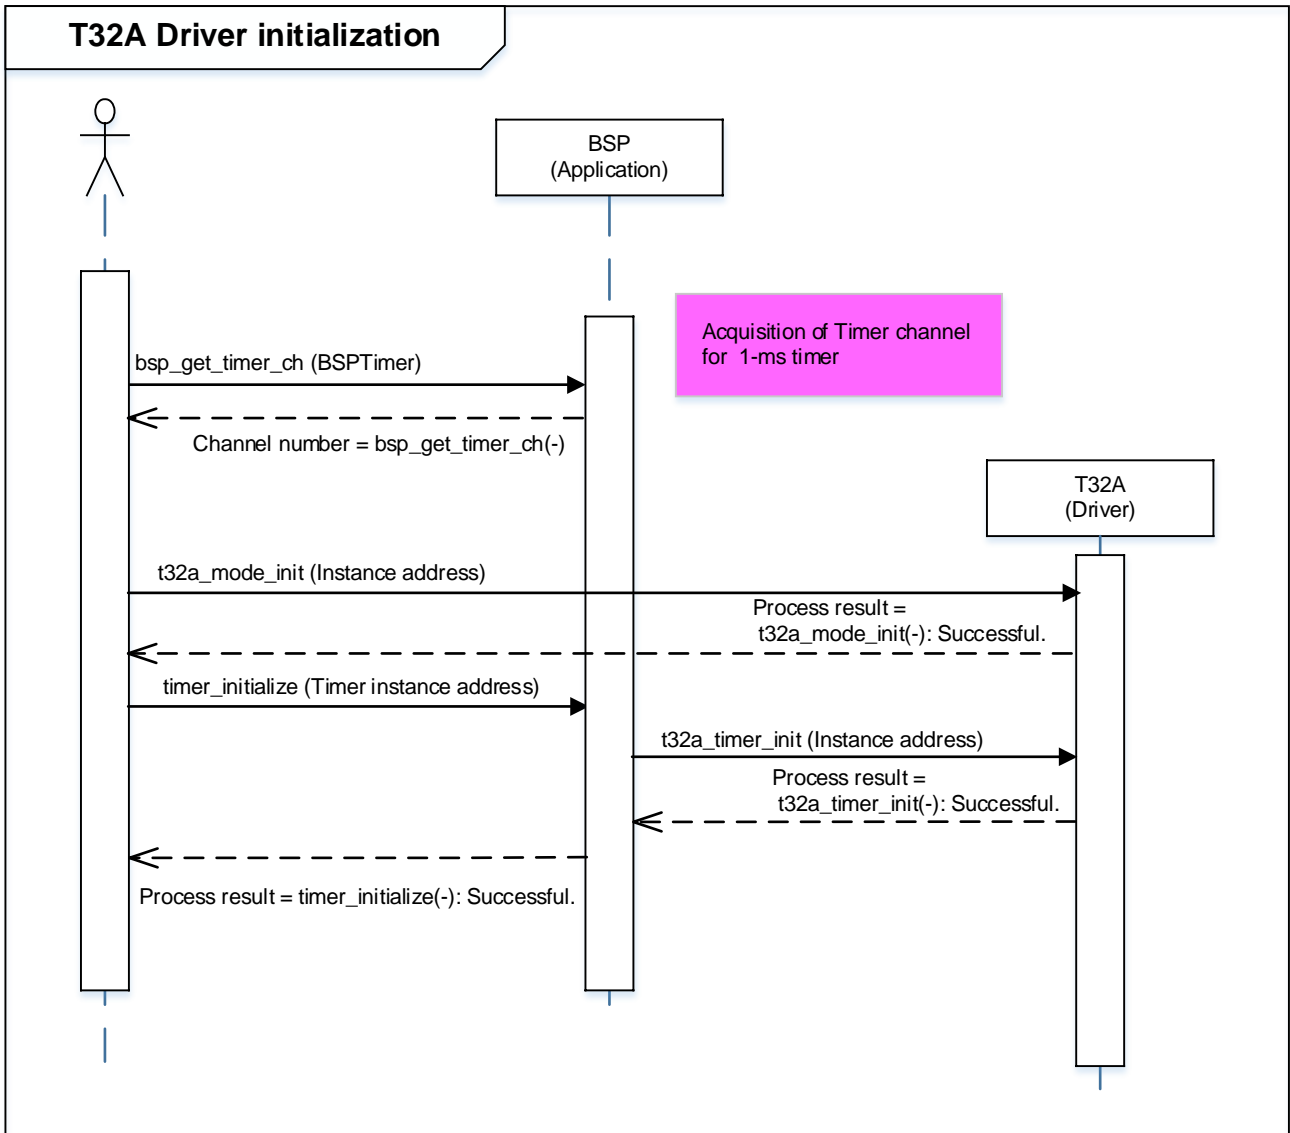 T32A Driver initialization
BSP
(Application)
Acquisition of Timer channel
for  1-ms timer
bsp_get_timer_ch (BSPTimer)
Channel number = bsp_get_timer_ch(-)
T32A
(Driver)
t32a_mode_init (Instance address)
Process result =
t32a_mode_init(-): Successful.
timer_initialize (Timer instance address)
t32a_timer_init (Instance address)
Process result =
t32a_timer_init(-): Successful.
Process result = timer_initialize(-): Successful.